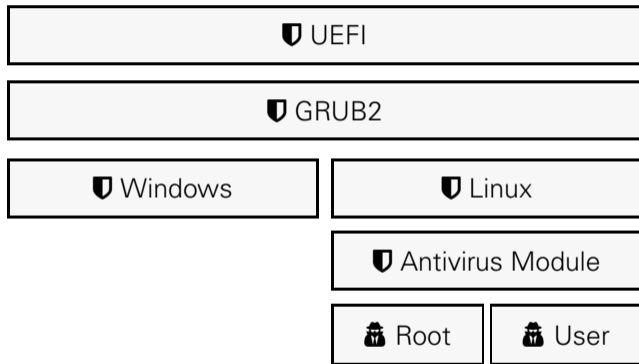 UEFI
GRUB2
Windows Linux
Antivirus Module
Root User